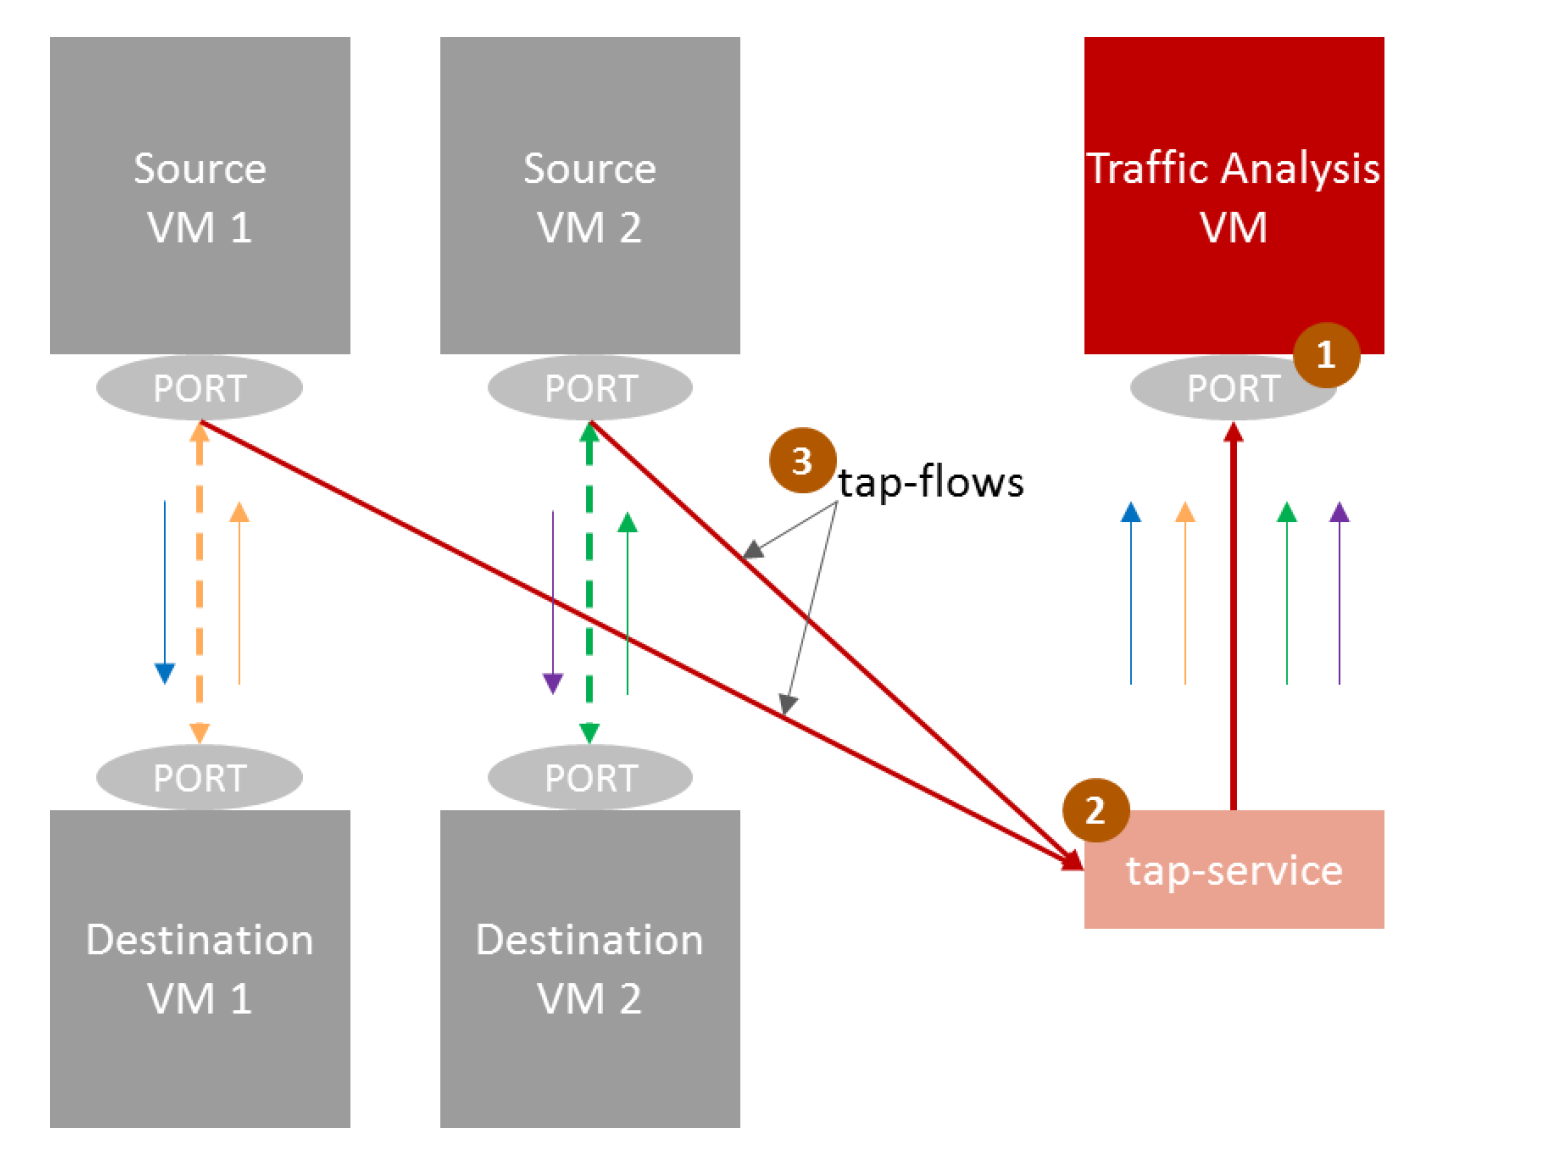 Source
VM 1
Source
VM 2
Traffic Analysis
VM
PORT
PORT
PORT
1
3
tap-flows
PORT
PORT
2
tap-service
Destination
VM 1
Destination
VM 2